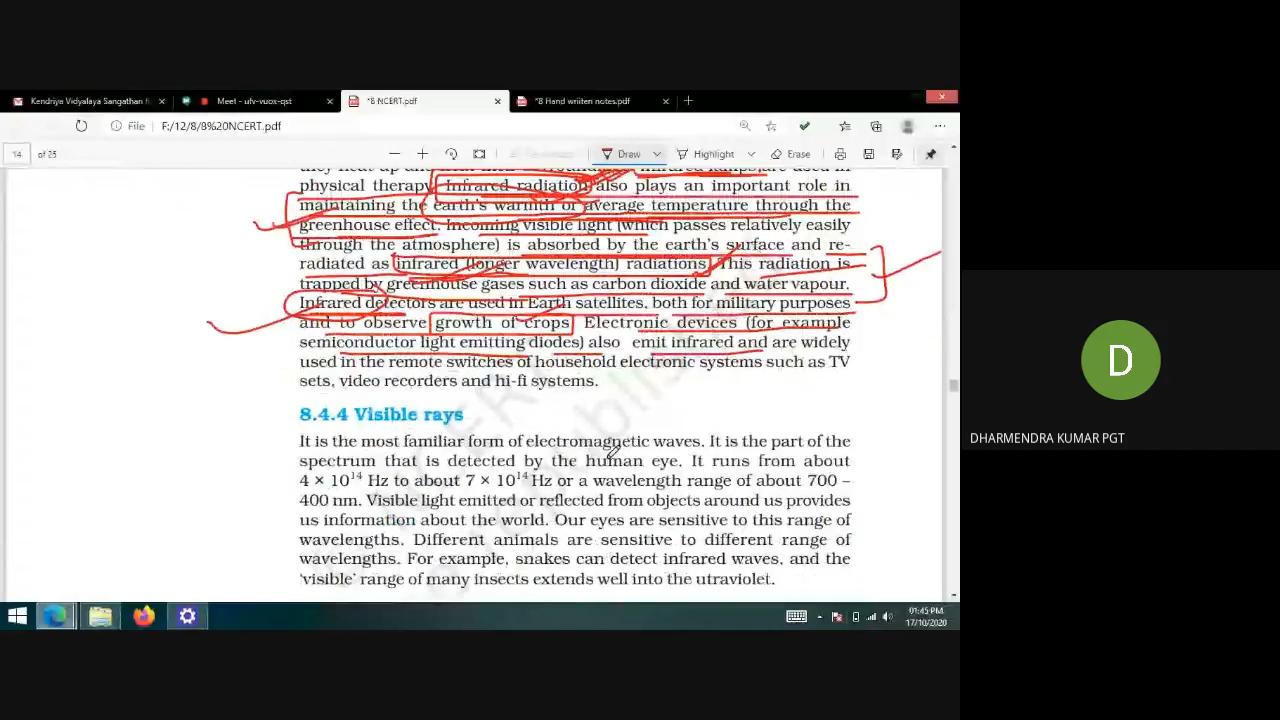 Kendriya Vidyalaya Sangathan fi
Meet - ufv-vuox-qst
*8 NCERT.pdf
*8 Hand wriiten notes.pdf
File F:/12/8/8%20NCERT.pdf
14 of 25
Draw Highlight Erase
are used in
physical therapy. Infrared radiation also plays an important role in
maintaining the earth's warmth or average temperature through the
greenhouse effect. Incoming visible light (which passes relatively easily
through the atmosphere) is absorbed by the earth's surface and re-
radiated as infrared (longer wavelength) radiations. This radiation is
trapped by greenhouse gases such as carbon dioxide and water vapour.
Infrared detectors are used in Earth satellites, both for military purposes
and to observe growth of crops Electronic devices (for example
semiconductor light emitting diodes) also emit infrared and are widely
used in the remote switches of household electronic systems such as TV
sets, video recorders and hi-fi systems.
8.4.4 Visible rays
It is the most familiar form of electromagnetic waves. It is the part of the
spectrum that is detected by the human eye. It runs from about
4 × 10¹⁴ Hz to about 7 × 10¹⁴ Hz or a wavelength range of about 700 –
400 nm. Visible light emitted or reflected from objects around us provides
us information about the world. Our eyes are sensitive to this range of
wavelengths. Different animals are sensitive to different range of
wavelengths. For example, snakes can detect infrared waves, and the
'visible' range of many insects extends well into the utraviolet.
D
DHARMENDRA KUMAR PGT
01:45 PM
17/10/2020